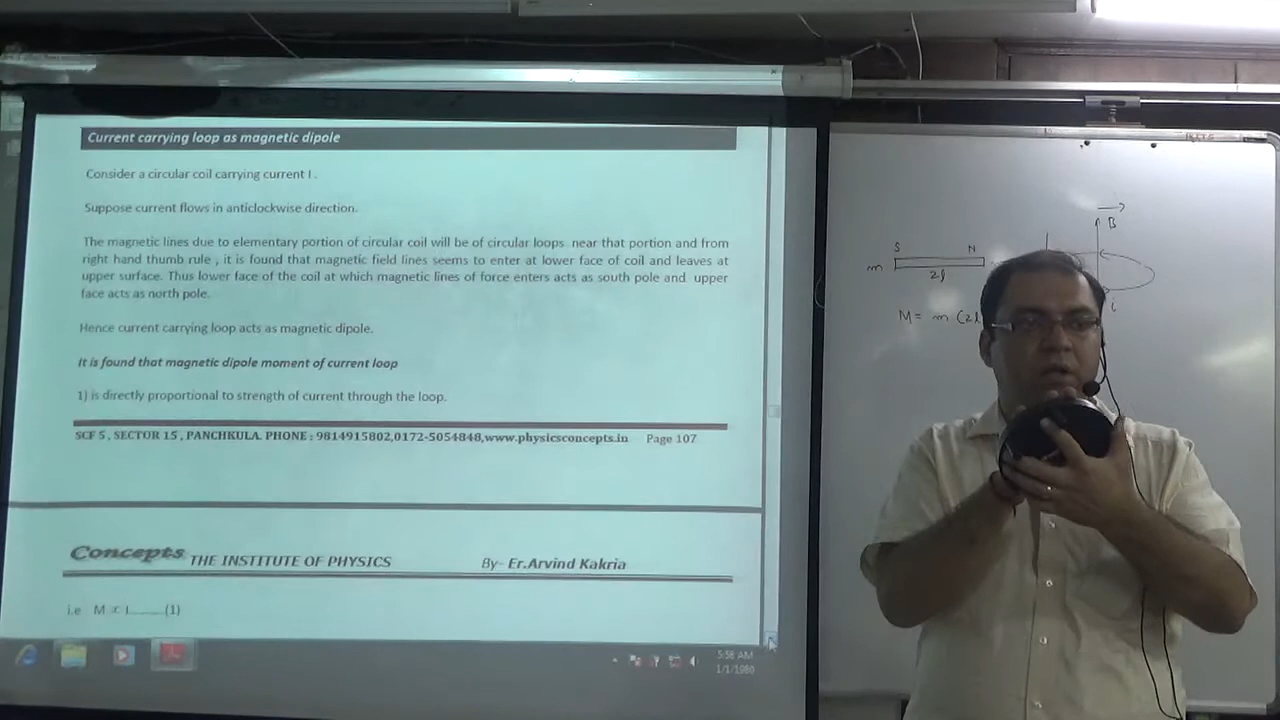 Current carrying loop as magnetic dipole
Consider a circular coil carrying current I .
Suppose current flows in anticlockwise direction.
The magnetic lines due to elementary portion of circular coil will be of circular loops near that portion and from
right hand thumb rule , it is found that magnetic field lines seems to enter at lower face of coil and leaves at
upper surface. Thus lower face of the coil at which magnetic lines of force enters acts as south pole and upper
face acts as north pole.
Hence current carrying loop acts as magnetic dipole.
It is found that magnetic dipole moment of current loop
1) is directly proportional to strength of current through the loop.
SCF 5 , SECTOR 15 , PANCHKULA. PHONE : 9814915802,0172-5054848,www.physicsconcepts.in Page 107
Concepts THE INSTITUTE OF PHYSICS By- Er.Arvind Kakria
i.e M ∝ I.......(1)
5:56 AM
1/1/1980
B
S N
m
2l
i
M = m (2l